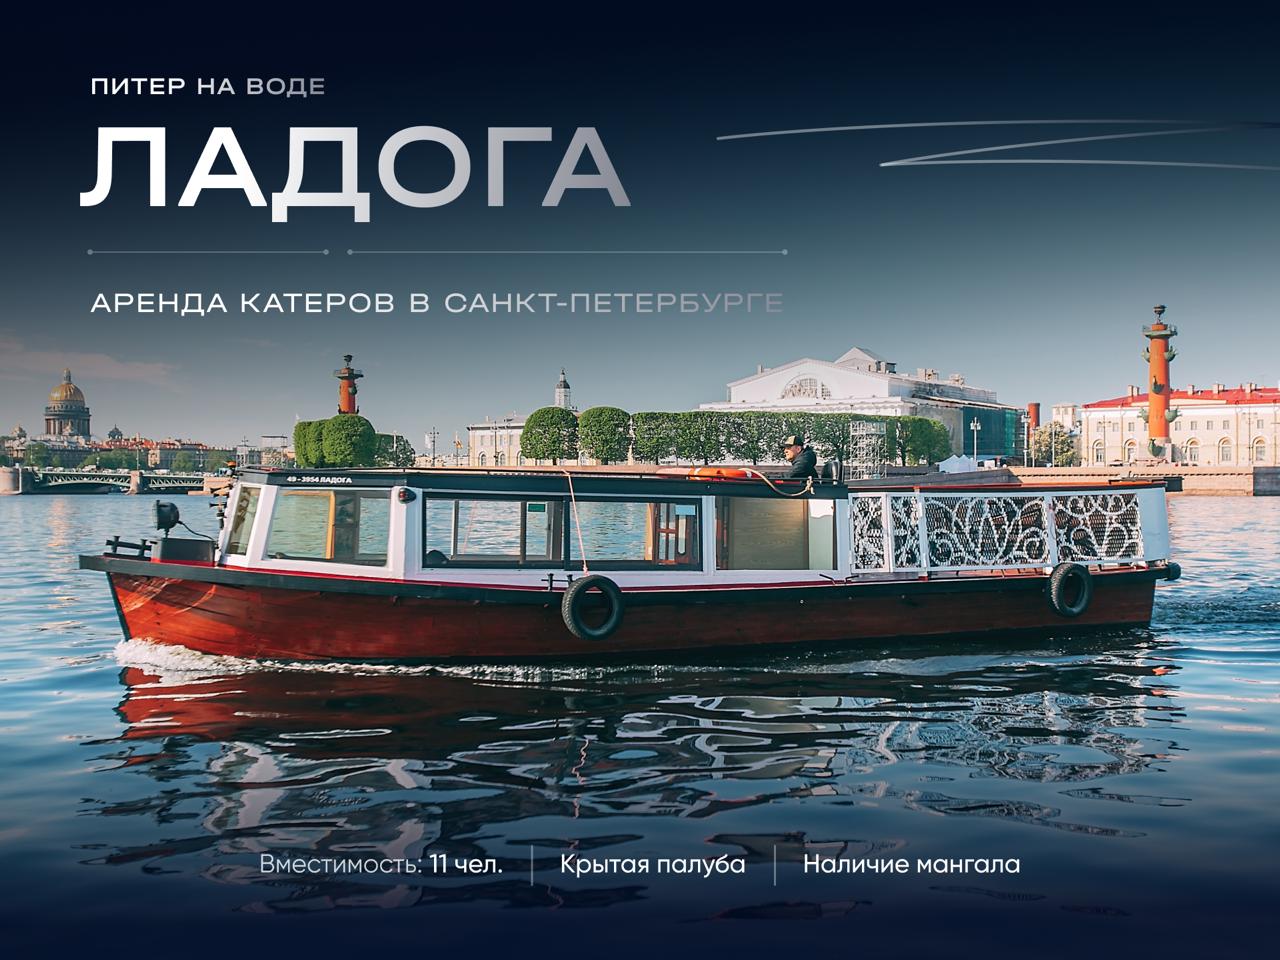 ПИТЕР НА ВОДЕ
ЛАДОГА
АРЕНДА КАТЕРОВ В САНКТ-ПЕТЕРБУРГЕ
49-3954 ЛАДОГА
Вместимость: 11 чел. Крытая палуба Наличие мангала